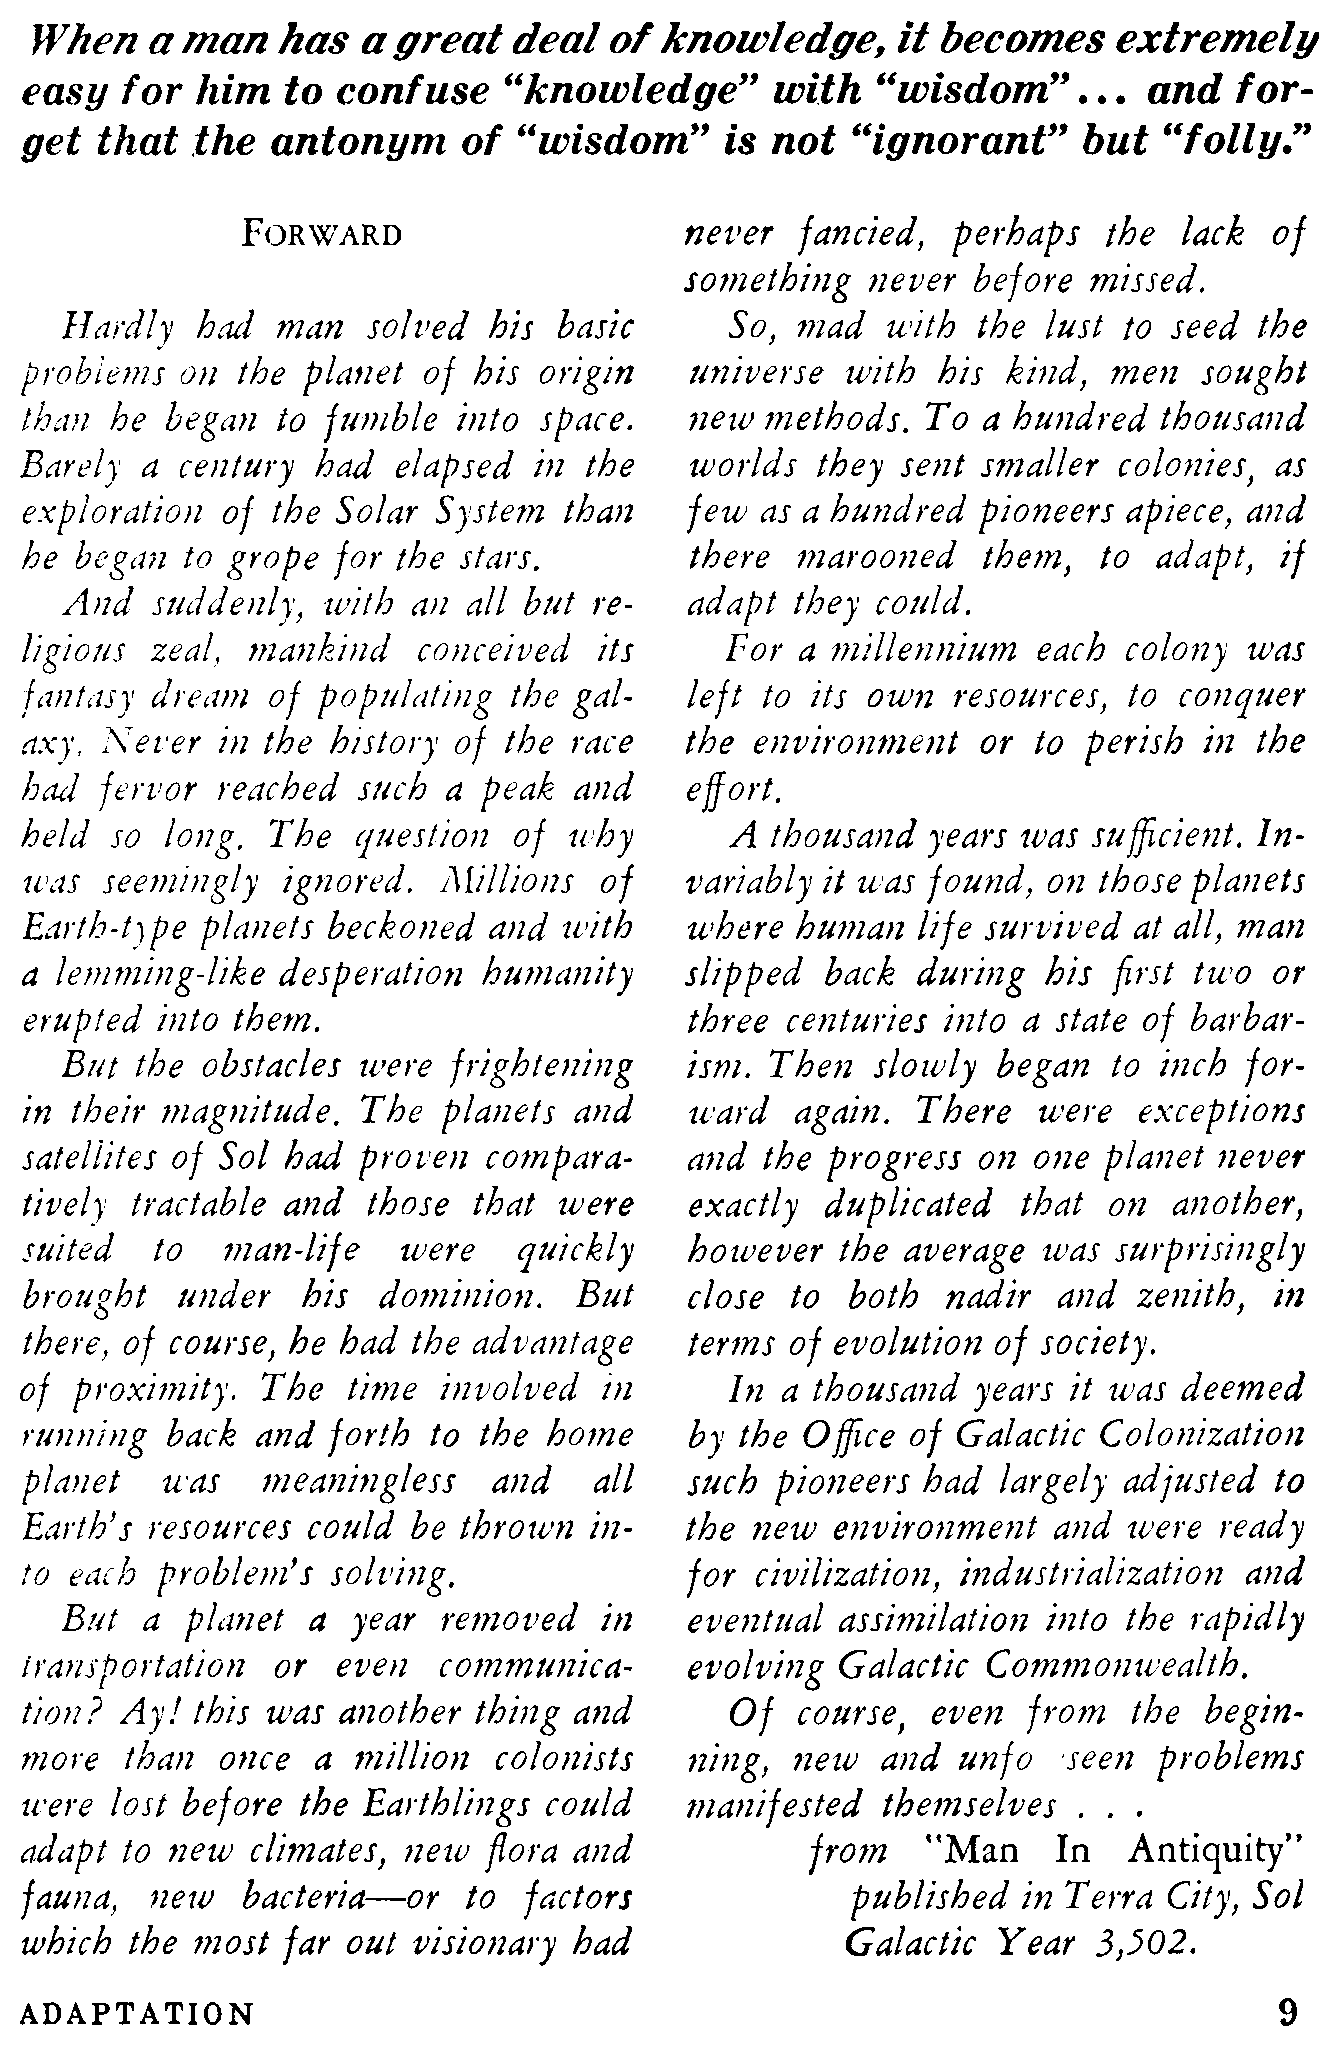 When a man has a great deal of knowledge, it becomes extremely
easy for him to confuse “knowledge” with “wisdom” ... and for-
get that the antonym of “wisdom” is not “ignorant” but “folly.”
FORWARD
Hardly had man solved his basic
problems on the planet of his origin
than he began to fumble into space.
Barely a century had elapsed in the
exploration of the Solar System than
he began to grope for the stars.
And suddenly, with an all but re-
ligious zeal, mankind conceived its
fantasy dream of populating the gal-
axy. Never in the history of the race
had fervor reached such a peak and
held so long. The question of why
was seemingly ignored. Millions of
Earth-type planets beckoned and with
a lemming-like desperation humanity
erupted into them.
But the obstacles were frightening
in their magnitude. The planets and
satellites of Sol had proven compara-
tively tractable and those that were
suited to man-life were quickly
brought under his dominion. But
there, of course, he had the advantage
of proximity. The time involved in
running back and forth to the home
planet was meaningless and all
Earth's resources could be thrown in-
to each problem's solving.
But a planet a year removed in
transportation or even communica-
tion? Ay! this was another thing and
more than once a million colonists
were lost before the Earthlings could
adapt to new climates, new flora and
fauna, new bacteria—or to factors
which the most far out visionary had
never fancied, perhaps the lack of
something never before missed.
So, mad with the lust to seed the
universe with his kind, men sought
new methods. To a hundred thousand
worlds they sent smaller colonies, as
few as a hundred pioneers apiece, and
there marooned them, to adapt, if
adapt they could.
For a millennium each colony was
left to its own resources, to conquer
the environment or to perish in the
effort.
A thousand years was sufficient. In-
variably it was found, on those planets
where human life survived at all, man
slipped back during his first two or
three centuries into a state of barbar-
ism. Then slowly began to inch for-
ward again. There were exceptions
and the progress on one planet never
exactly duplicated that on another,
however the average was surprisingly
close to both nadir and zenith, in
terms of evolution of society.
In a thousand years it was deemed
by the Office of Galactic Colonization
such pioneers had largely adjusted to
the new environment and were ready
for civilization, industrialization and
eventual assimilation into the rapidly
evolving Galactic Commonwealth.
Of course, even from the begin-
ning, new and unfo seen problems
manifested themselves . . .
from "Man In Antiquity"
published in Terra City, Sol
Galactic Year 3,502.
ADAPTATION 9